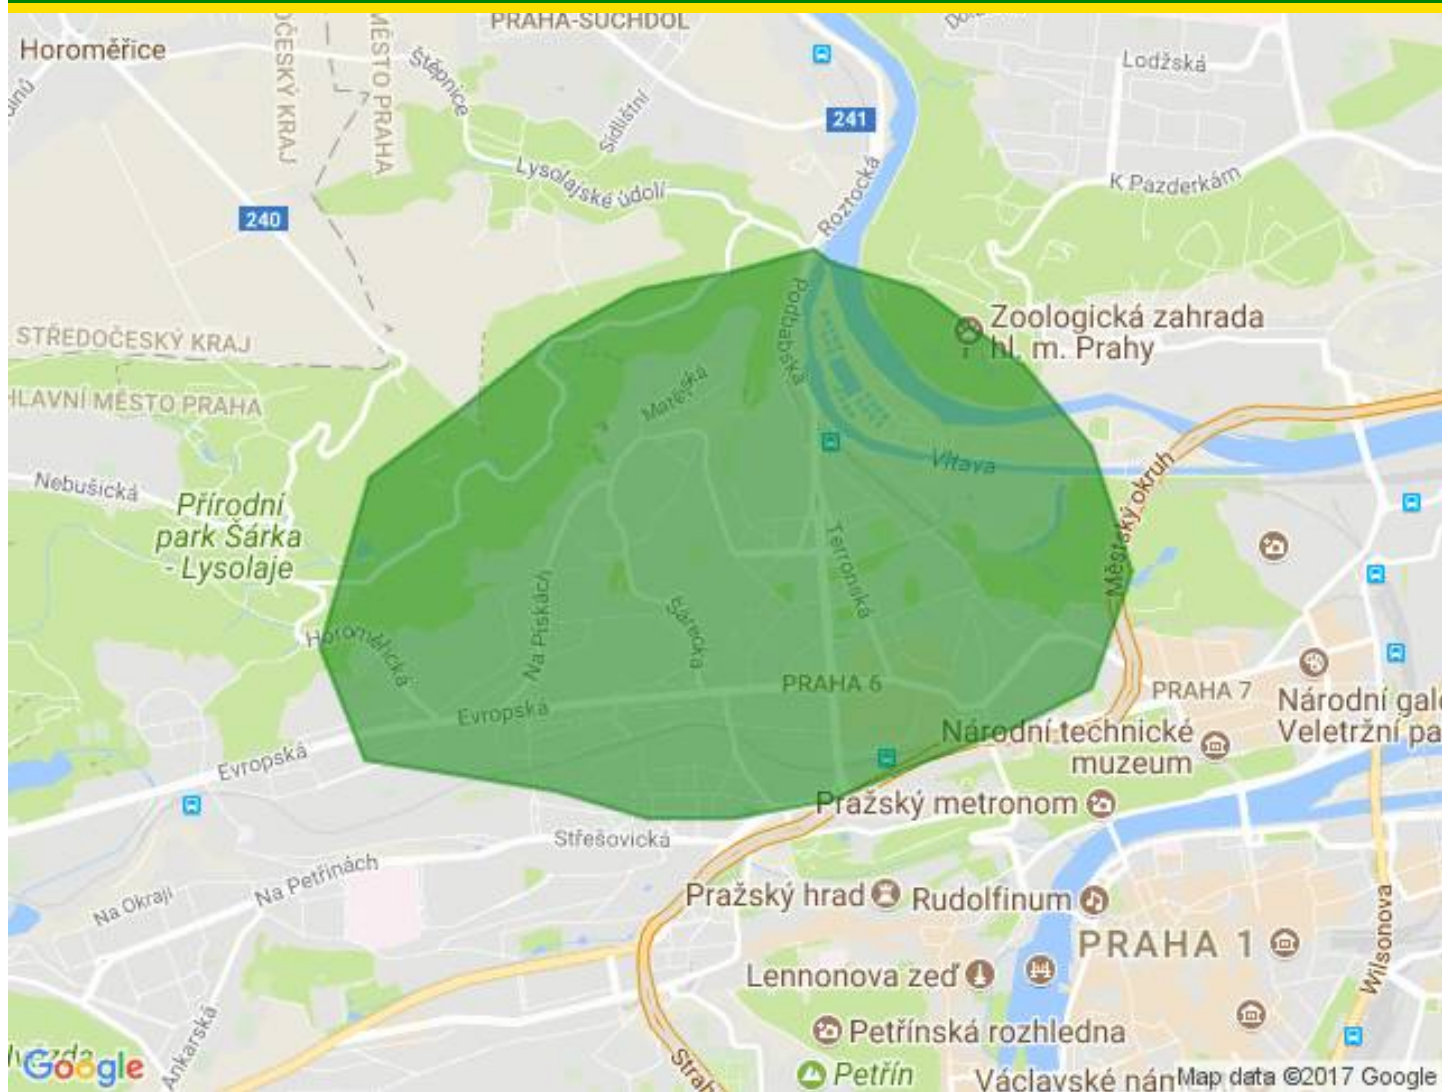 PRAHA-SUCHDOL
Horoměřice
Lodžská
Štěpnice
MĚSTO PRAHA
Sídlištní
241
K Pazderkám
Lysolajské údolí
Roztocká
240
Podbabská
Zoologická zahrada
hl. m. Prahy
STŘEDOČESKÝ KRAJ
Matějská
HLAVNÍ MĚSTO PRAHA
Vltava
Nebušická
Přírodní
park Šárka
- Lysolaje
Městský okruh
Terronská
Na Pískách
Šárecká
Horoměřická
PRAHA 6
PRAHA 7
Evropská
Národní technické
muzeum
Národní gal
Veletržní pa
Evropská
Pražský metronom
Střešovická
Na Petřinách
Na Okraji
Pražský hrad
Rudolfinum
PRAHA 1
Wilsonova
Lennonova zeď
Ankarská
Petřínská rozhledna
Strah
Petřín
Google
Václavské nám
Map data ©2017 Google